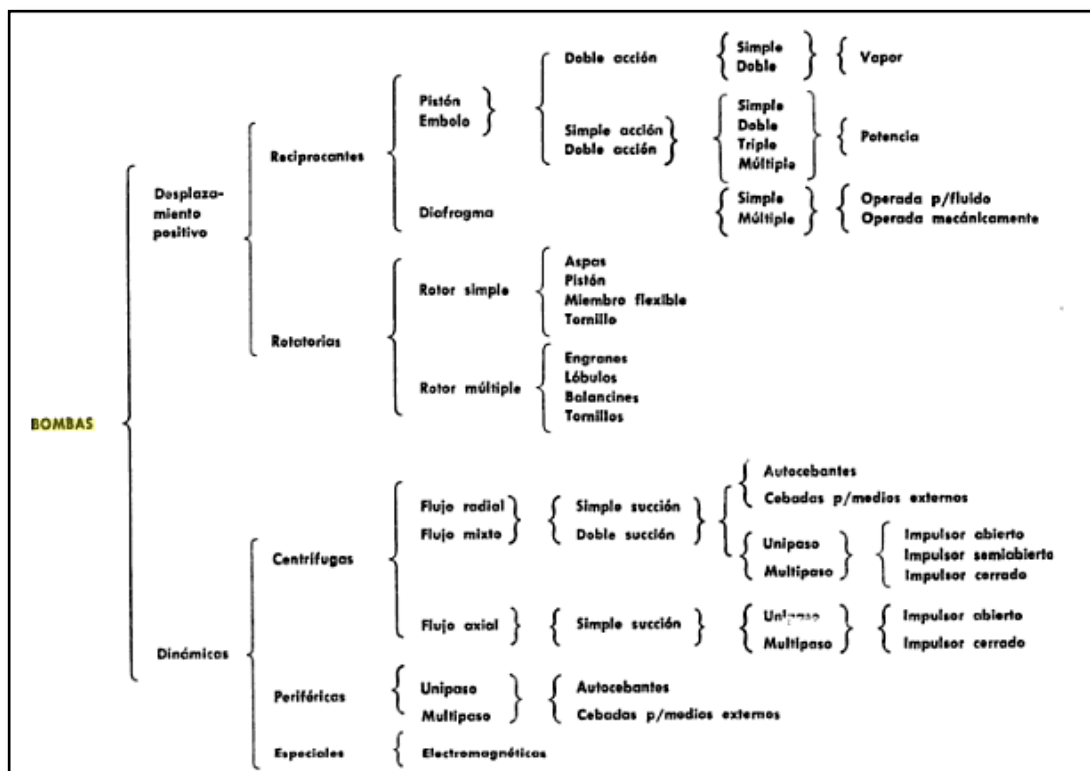 BOMBAS
Desplaza-
miento
positivo
Reciprocantes
Pistón
Embolo
Doble acción
Simple
Doble
Vapor
Simple acción
Doble acción
Simple
Doble
Triple
Múltiple
Potencia
Diafragma
Simple
Múltiple
Operada p/fluido
Operada mecánicamente
Rotatorias
Rotor simple
Aspas
Pistón
Miembro flexible
Tornillo
Rotor múltiple
Engranes
Lóbulos
Balancines
Tornillos
Dinámicas
Centrífugas
Flujo radial
Flujo mixto
Simple succión
Doble succión
Autocebantes
Cebadas p/medios externos
Unipaso
Multipaso
Impulsor abierto
Impulsor semiabierto
Impulsor cerrado
Flujo axial
Simple succión
Unipaso
Multipaso
Impulsor abierto
Impulsor cerrado
Periféricas
Unipaso
Multipaso
Autocebantes
Cebadas p/medios externos
Especiales
Electromagnéticas